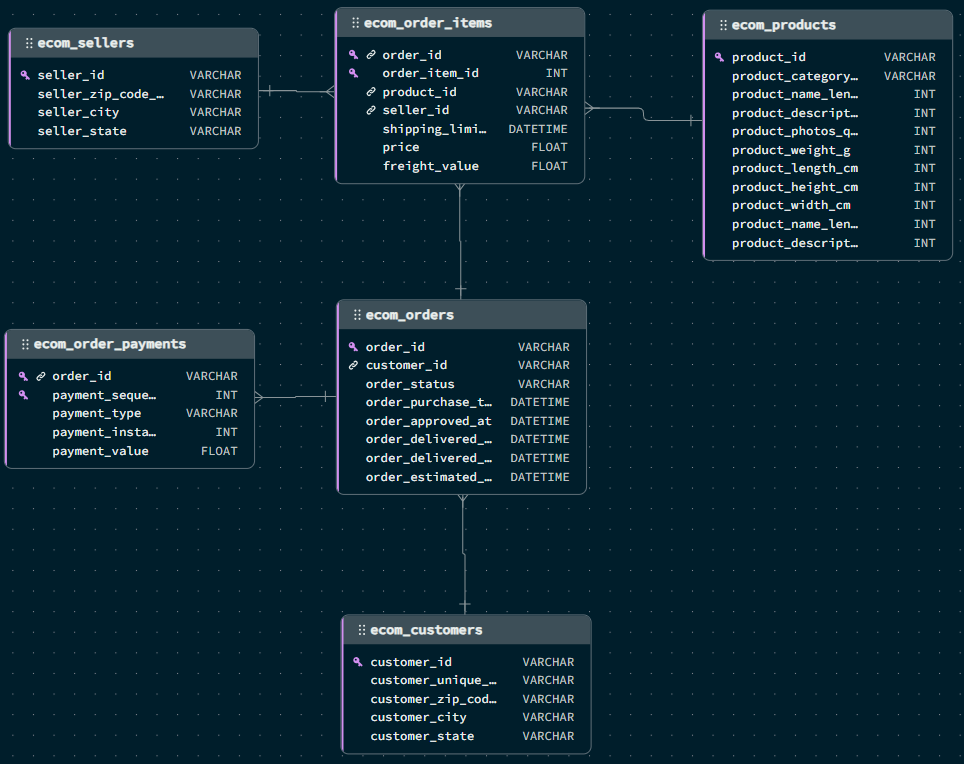 ecom_sellers
seller_id VARCHAR
seller_zip_code_… VARCHAR
seller_city VARCHAR
seller_state VARCHAR
ecom_order_items
order_id VARCHAR
order_item_id INT
product_id VARCHAR
seller_id VARCHAR
shipping_limi… DATETIME
price FLOAT
freight_value FLOAT
ecom_products
product_id VARCHAR
product_category… VARCHAR
product_name_len… INT
product_descript… INT
product_photos_q… INT
product_weight_g INT
product_length_cm INT
product_height_cm INT
product_width_cm INT
product_name_len… INT
product_descript… INT
ecom_order_payments
order_id VARCHAR
payment_seque… INT
payment_type VARCHAR
payment_insta… INT
payment_value FLOAT
ecom_orders
order_id VARCHAR
customer_id VARCHAR
order_status VARCHAR
order_purchase_t… DATETIME
order_approved_at DATETIME
order_delivered_… DATETIME
order_delivered_… DATETIME
order_estimated_… DATETIME
ecom_customers
customer_id VARCHAR
customer_unique_… VARCHAR
customer_zip_cod… VARCHAR
customer_city VARCHAR
customer_state VARCHAR